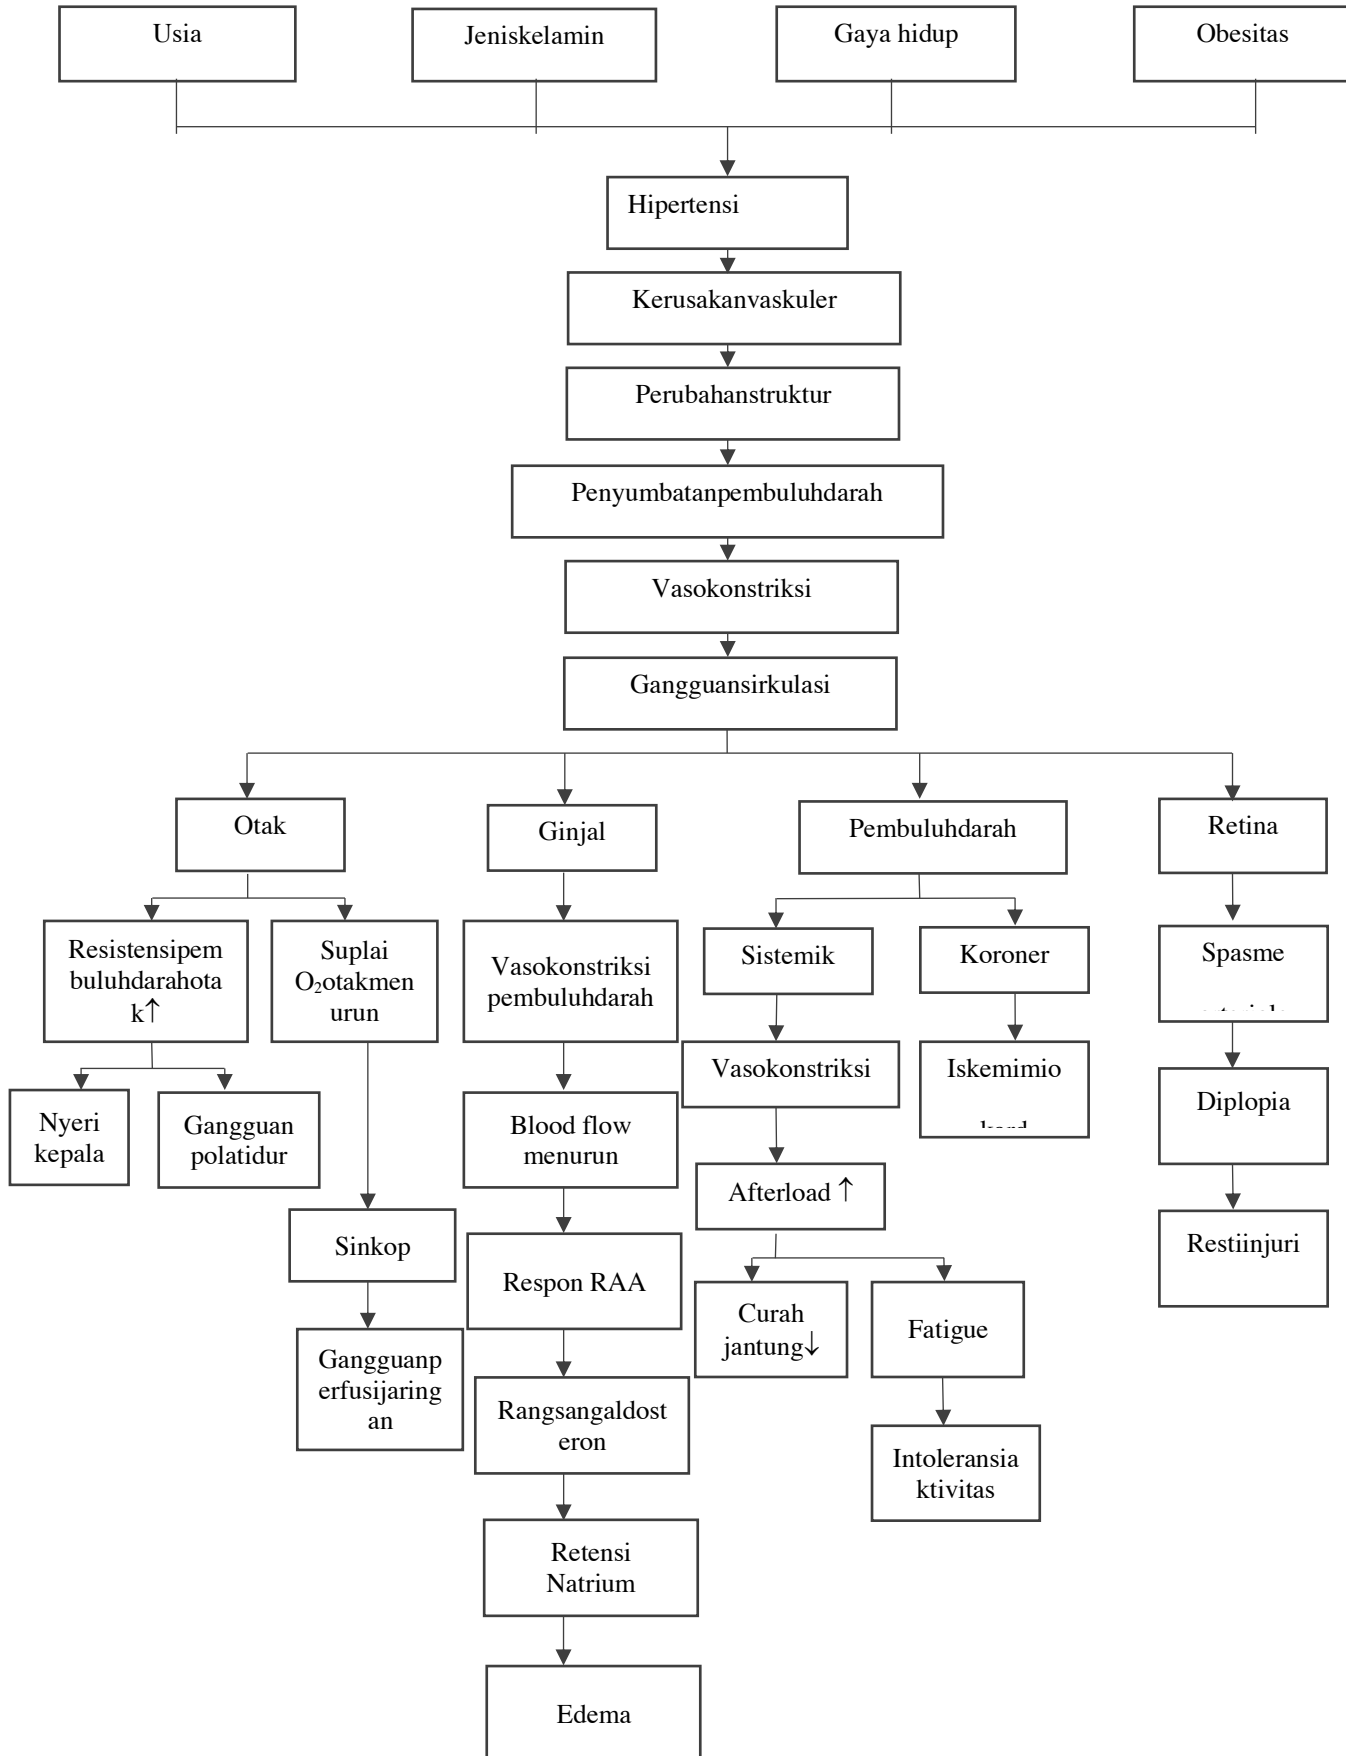 Usia
Jeniskelamin
Gaya hidup
Obesitas
Hipertensi
Kerusakanvaskuler
Perubahanstruktur
Penyumbatanpembuluhdarah
Vasokonstriksi
Gangguansirkulasi
Otak
Ginjal
Pembuluhdarah
Retina
Resistensipem
buluhdarahota
k↑
Suplai
O₂otakmen
urun
Vasokonstriksi
pembuluhdarah
Sistemik
Koroner
Spasme
Vasokonstriksi
Iskemimio
Diplopia
Nyeri
kepala
Gangguan
polatidur
Blood flow
menurun
Afterload ↑
Restiinjuri
Sinkop
Respon RAA
Curah
jantung↓
Fatigue
Gangguanp
erfusijaring
an
Rangsangaldost
eron
Intoleransia
ktivitas
Retensi
Natrium
Edema